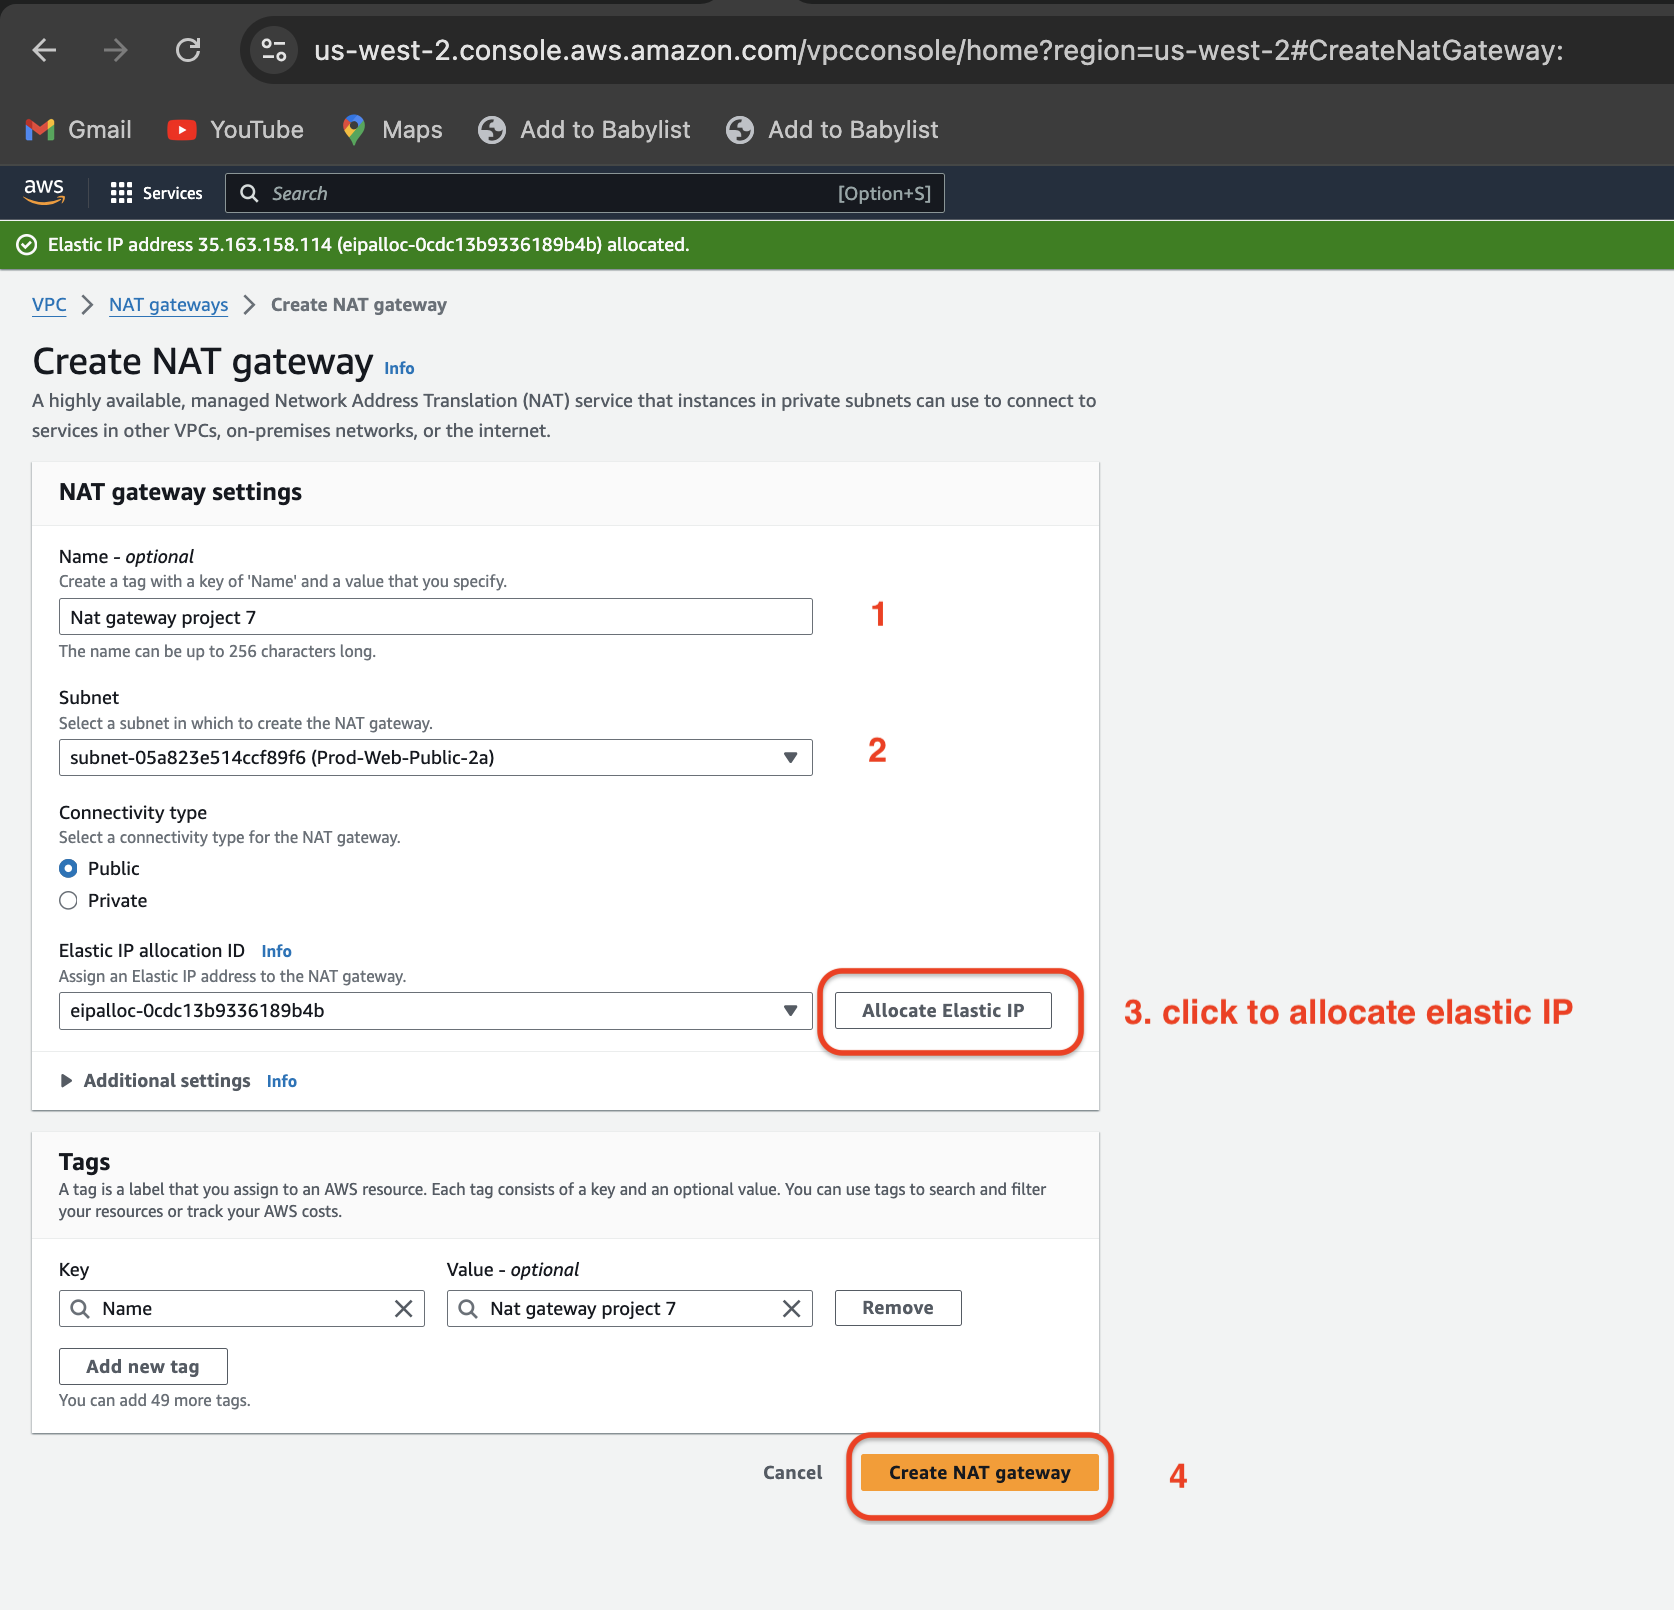 us-west-2.console.aws.amazon.com/vpcconsole/home?region=us-west-2#CreateNatGateway:
Gmail YouTube Maps Add to Babylist Add to Babylist
aws Services Search [Option+S]
Elastic IP address 35.163.158.114 (eipalloc-0cdc13b9336189b4b) allocated.
VPC NAT gateways Create NAT gateway
Create NAT gateway Info
A highly available, managed Network Address Translation (NAT) service that instances in private subnets can use to connect to
services in other VPCs, on-premises networks, or the internet.
NAT gateway settings
Name - optional
Create a tag with a key of 'Name' and a value that you specify.
Nat gateway project 7 1
The name can be up to 256 characters long.
Subnet
Select a subnet in which to create the NAT gateway.
subnet-05a823e514ccf89f6 (Prod-Web-Public-2a) 2
Connectivity type
Select a connectivity type for the NAT gateway.
Public
Private
Elastic IP allocation ID Info
Assign an Elastic IP address to the NAT gateway.
eipalloc-0cdc13b9336189b4b Allocate Elastic IP 3. click to allocate elastic IP
Additional settings Info
Tags
A tag is a label that you assign to an AWS resource. Each tag consists of a key and an optional value. You can use tags to search and filter
your resources or track your AWS costs.
Key Value - optional
Name Nat gateway project 7 Remove
Add new tag
You can add 49 more tags.
Cancel Create NAT gateway 4